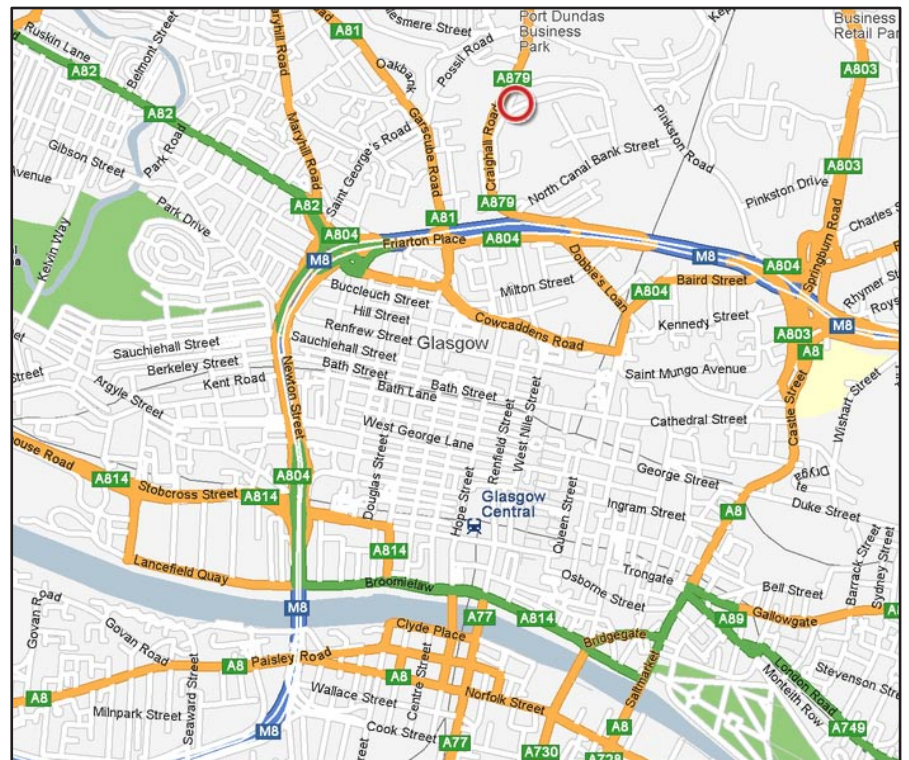 Ruskin Lane
Belmont Street
Maryhill Road
A81
Possil Road
Port Dundas
Business
Park
Business
A803
A82
Oakbank
A879
A803
A82
Gibson Street
Park Road
Maryhill Road
Saint George's Road
Garscube Road
Craighall Road
North Canal Bank Street
Pinkston Road
A803
Avenue
Pinkston Drive
Park Drive
A82
A81
A879
Charles
Kelvin Way
A804
Friarton Place
A804
Springburn Road
M8
M8
A804
Dobbie's Loan
Baird Street
A804
Rhymer
Buccleuch Street
Milton Street
Hill Street
Cowcaddens Road
Kennedy Street
M8
Renfrew Street
A803
Sauchiehall Street
Sauchiehall Street
Glasgow
A8
Berkeley Street
Bath Street
Saint Mungo Avenue
Kent Road
Bath Lane
Bath Street
Argyle Street
Newton Street
Renfield Street
West Nile Street
Castle Street
Wishart Street
West George Lane
Cathedral Street
Douglas Street
George Street
A804
A814
Stobcross Street
A814
Hope Street
Glasgow
Central
Queen Street
Ingram Street
A8
Duke Street
A814
Trongate
Barrack Street
Sydney Street
Lancefield Quay
Broomielaw
Osborne Street
Bell Street
M8
A77
A814
A89
Gallowgate
Govan Road
Govan Road
Clyde Place
Bridgegate
A8
Paisley Road
Saltmarket
London Road
Monteith Row
Stevenson
A8
Seaward Street
Wallace Street
A8
Centre Street
Norfolk Street
Milnpark Street
M8
Cook Street
A77
A730
A8
A728
A749